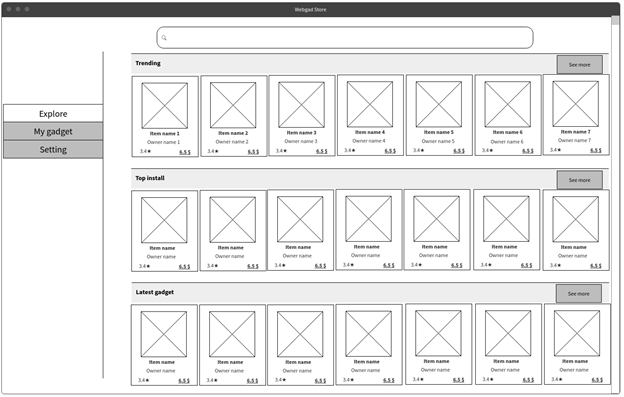 Webgad Store
Trending
See more
Item name 1
Item name 2
Item name 3
Item name 4
Item name 5
Item name 6
Item name 7
Owner name 1
Owner name 2
Owner name 3
Owner name 4
Owner name 5
Owner name 6
Owner name 7
3.4★ 6.5 $
3.4★ 6.5 $
3.4★ 6.5 $
3.4★ 6.5 $
3.4★ 6.5 $
3.4★ 6.5 $
3.4★ 6.5 $
Explore
My gadget
Setting
Top install
See more
Item name
Item name
Item name
Item name
Item name
Item name
Item name
Owner name
Owner name
Owner name
Owner name
Owner name
Owner name
Owner name
3.4★ 6.5 $
3.4★ 6.5 $
3.4★ 6.5 $
3.4★ 6.5 $
3.4★ 6.5 $
3.4★ 6.5 $
3.4★ 6.5 $
Latest gadget
See more
Item name
Item name
Item name
Item name
Item name
Item name
Item name
Owner name
Owner name
Owner name
Owner name
Owner name
Owner name
Owner name
3.4★ 6.5 $
3.4★ 6.5 $
3.4★ 6.5 $
3.4★ 6.5 $
3.4★ 6.5 $
3.4★ 6.5 $
3.4★ 6.5 $